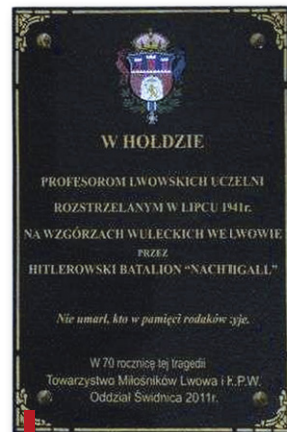 W HOŁDZIE
PROFESOROM LWOWSKICH UCZELNI
ROZSTRZELANYM W LIPCU 1941r.
NA WZGÓRZACH WULECKICH WE LWOWIE
PRZEZ
HITLEROWSKI BATALION "NACHTIGALL"
Nie umarł, kto w pamięci rodaków żyje.
W 70 rocznicę tej tragedii
Towarzystwo Miłośników Lwowa i K.P.W.
Oddział Świdnica 2011r.